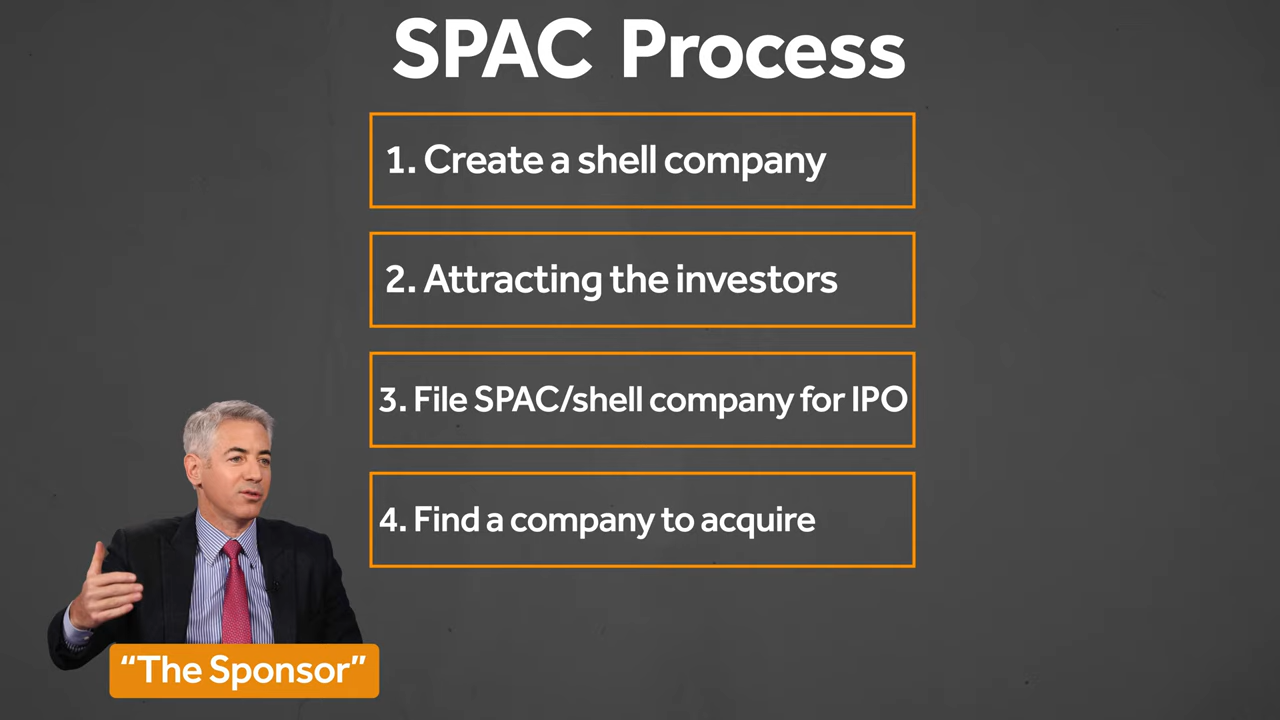 SPAC Process
1. Create a shell company
2. Attracting the investors
3. File SPAC/shell company for IPO
4. Find a company to acquire
“The Sponsor”